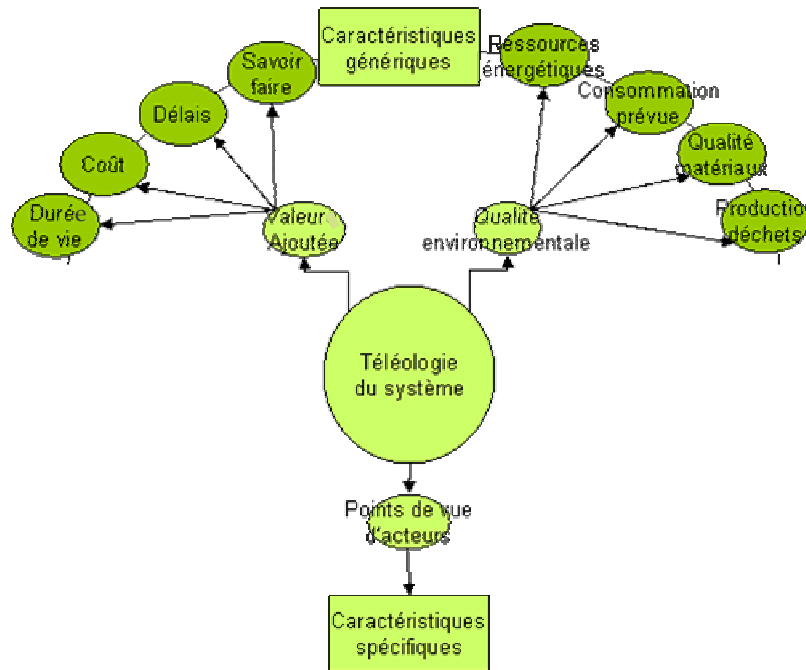 Caractéristiques
génériques
Savoir
faire
Délais
Coût
Durée
de vie
Ressources
énergétiques
Consommation
prévue
Qualité
matériaux
Production
déchets
Valeur
Ajoutée
Qualité
environnementale
Téléologie
du système
Points de vue
d'acteurs
Caractéristiques
spécifiques